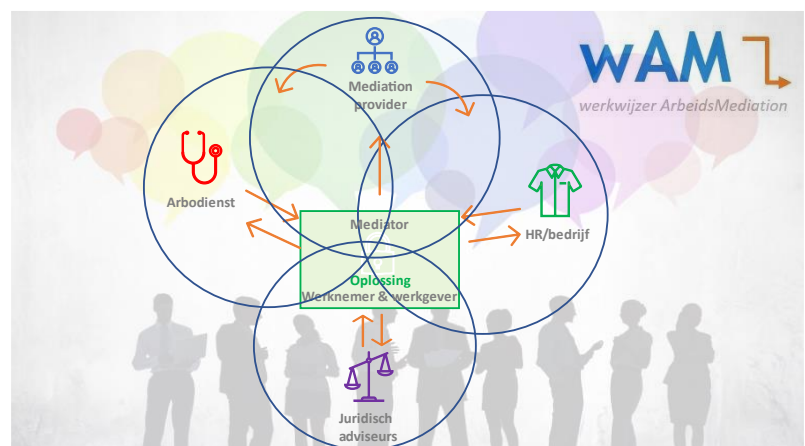 wAM
werkwijzer ArbeidsMediation
Mediation
provider
Arbodienst
HR/bedrijf
Mediator
Oplossing
Werknemer & werkgever
Juridisch
adviseurs